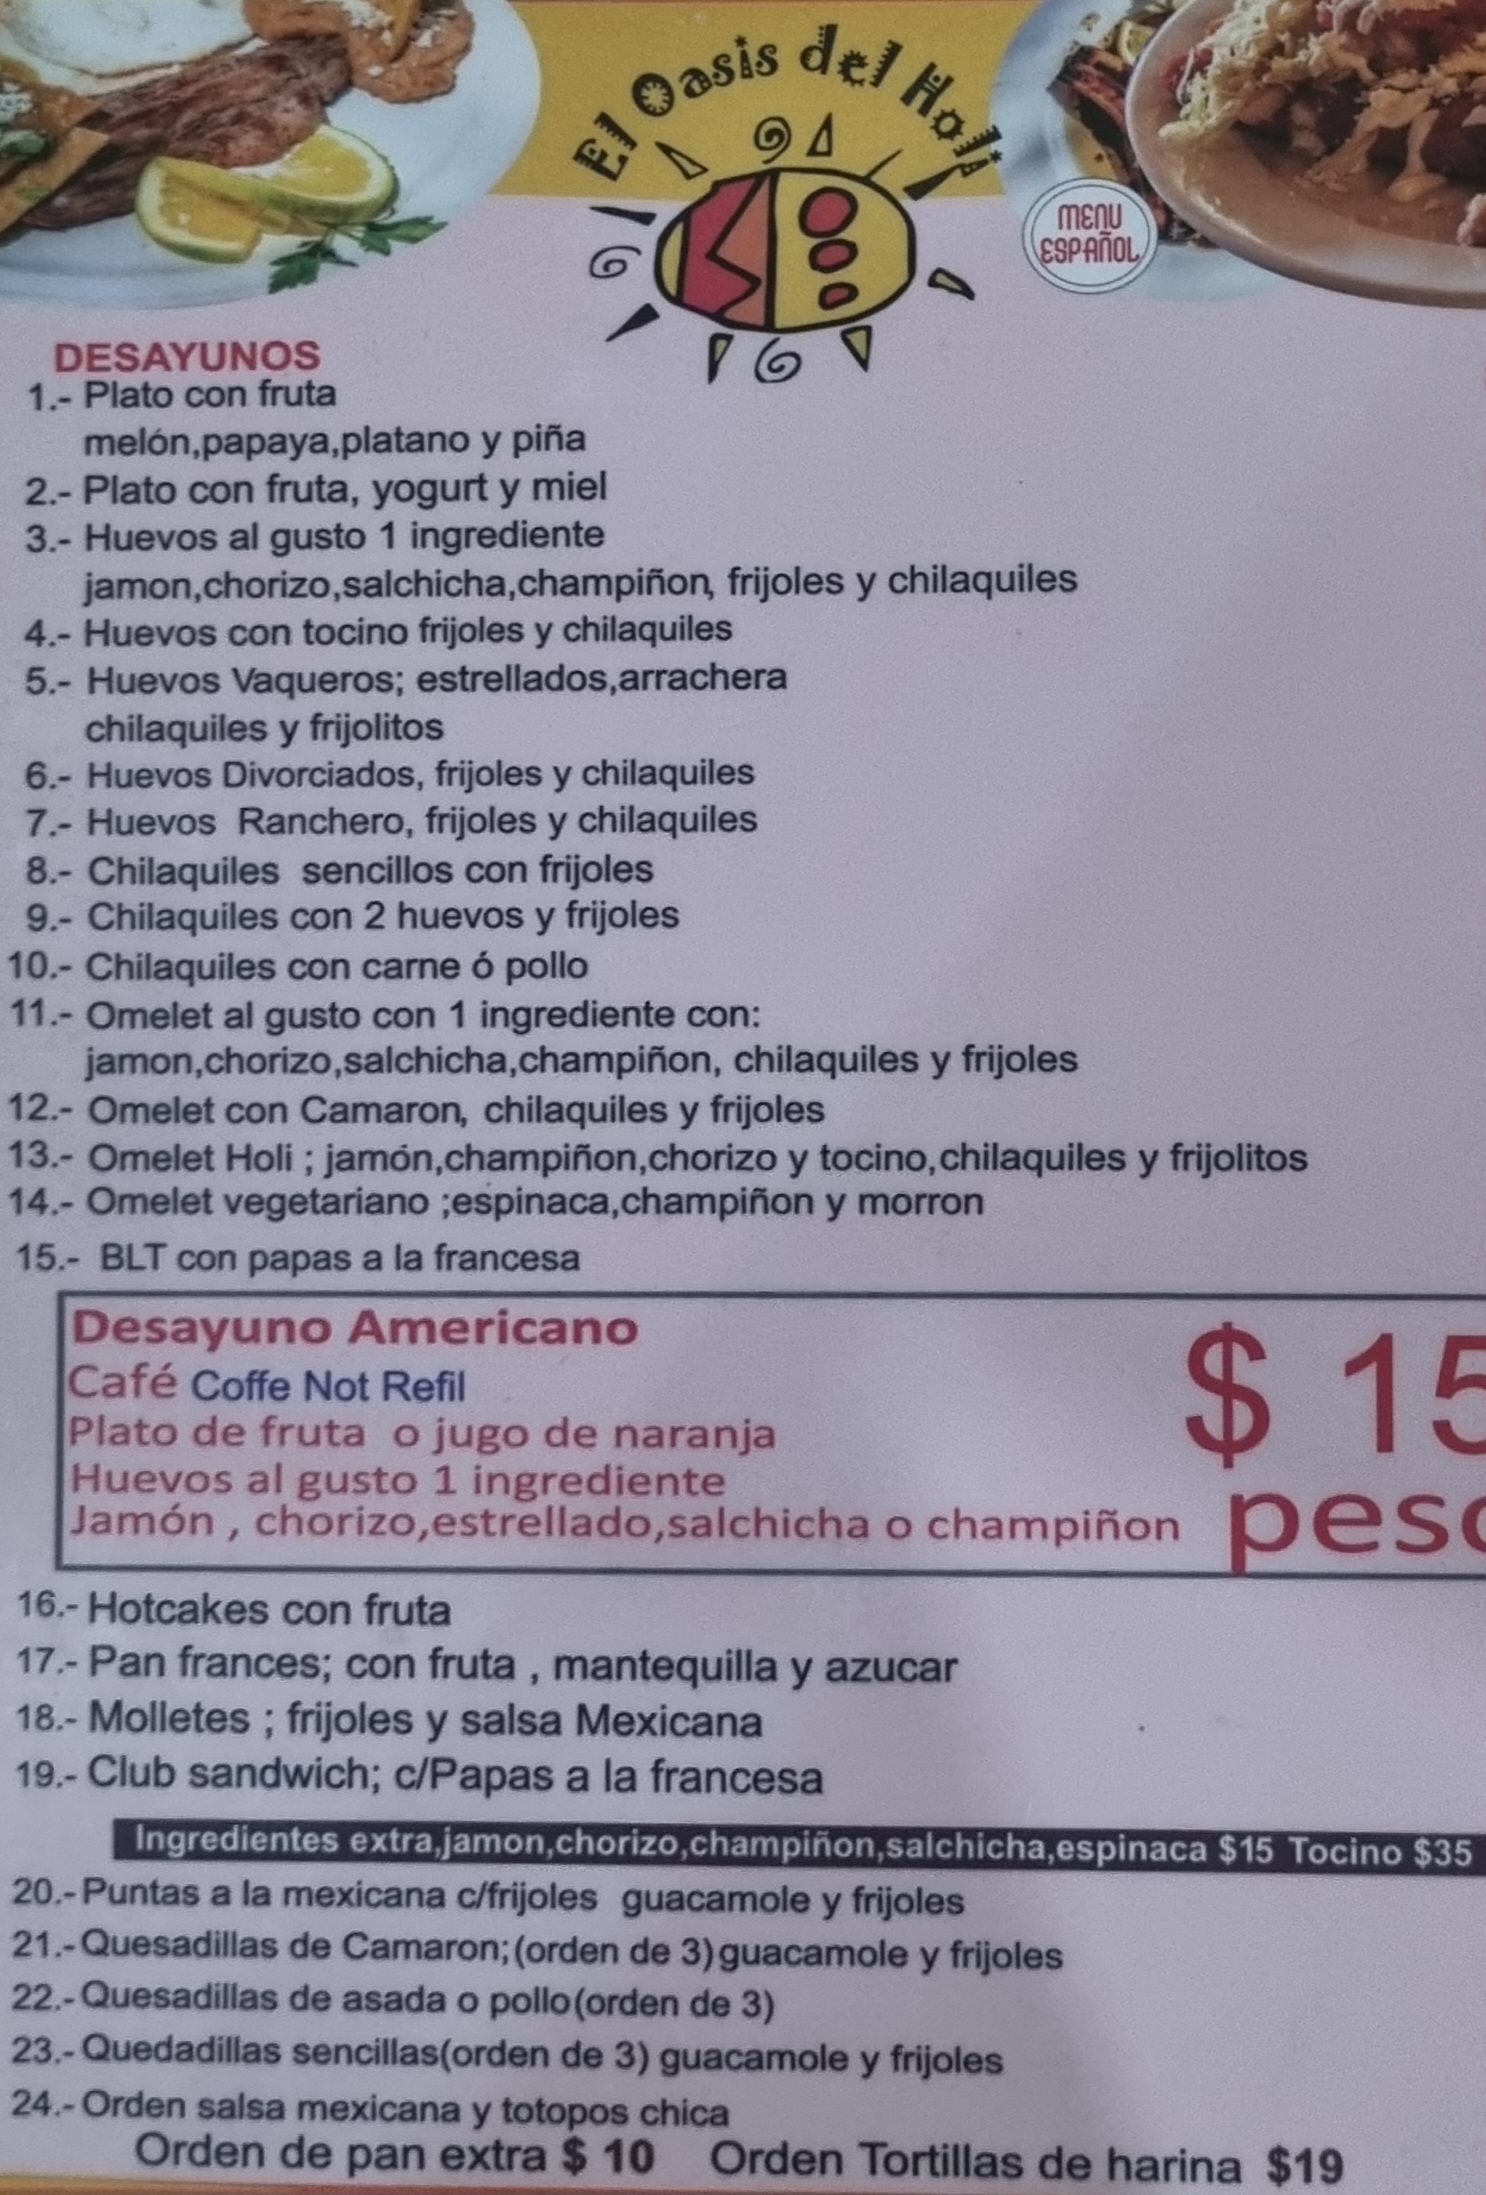 El Oasis del Holi
MENU
ESPAÑOL
DESAYUNOS
1.- Plato con fruta
melón,papaya,platano y piña
2.- Plato con fruta, yogurt y miel
3.- Huevos al gusto 1 ingrediente
jamon,chorizo,salchicha,champiñon, frijoles y chilaquiles
4.- Huevos con tocino frijoles y chilaquiles
5.- Huevos Vaqueros; estrellados,arrachera
chilaquiles y frijolitos
6.- Huevos Divorciados, frijoles y chilaquiles
7.- Huevos Ranchero, frijoles y chilaquiles
8.- Chilaquiles sencillos con frijoles
9.- Chilaquiles con 2 huevos y frijoles
10.- Chilaquiles con carne ó pollo
11.- Omelet al gusto con 1 ingrediente con:
jamon,chorizo,salchicha,champiñon, chilaquiles y frijoles
12.- Omelet con Camaron, chilaquiles y frijoles
13.- Omelet Holi ; jamón,champiñon,chorizo y tocino,chilaquiles y frijolitos
14.- Omelet vegetariano ;espinaca,champiñon y morron
15.- BLT con papas a la francesa
Desayuno Americano
Café Coffe Not Refil
Plato de fruta o jugo de naranja
Huevos al gusto 1 ingrediente
Jamón , chorizo,estrellado,salchicha o champiñon
$ 15
peso
16.- Hotcakes con fruta
17.- Pan frances; con fruta , mantequilla y azucar
18.- Molletes ; frijoles y salsa Mexicana
19.- Club sandwich; c/Papas a la francesa
Ingredientes extra,jamon,chorizo,champiñon,salchicha,espinaca $15 Tocino $35
20.- Puntas a la mexicana c/frijoles guacamole y frijoles
21.- Quesadillas de Camaron;(orden de 3)guacamole y frijoles
22.- Quesadillas de asada o pollo(orden de 3)
23.- Quedadillas sencillas(orden de 3) guacamole y frijoles
24.- Orden salsa mexicana y totopos chica
Orden de pan extra $ 10 Orden Tortillas de harina $19